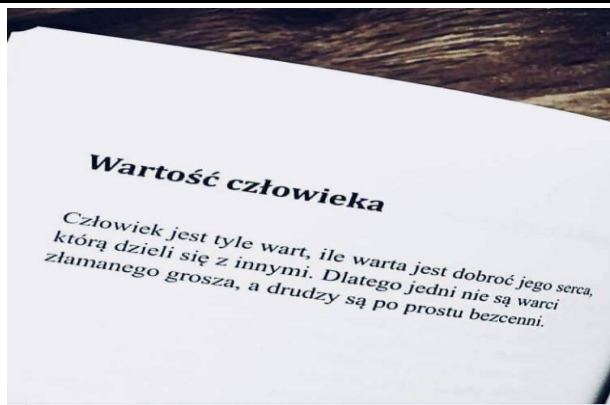 Wartość człowieka
Człowiek jest tyle wart, ile warta jest dobroć jego serca,
którą dzieli się z innymi. Dlatego jedni nie są warci
złamanego grosza, a drudzy są po prostu bezcenni.